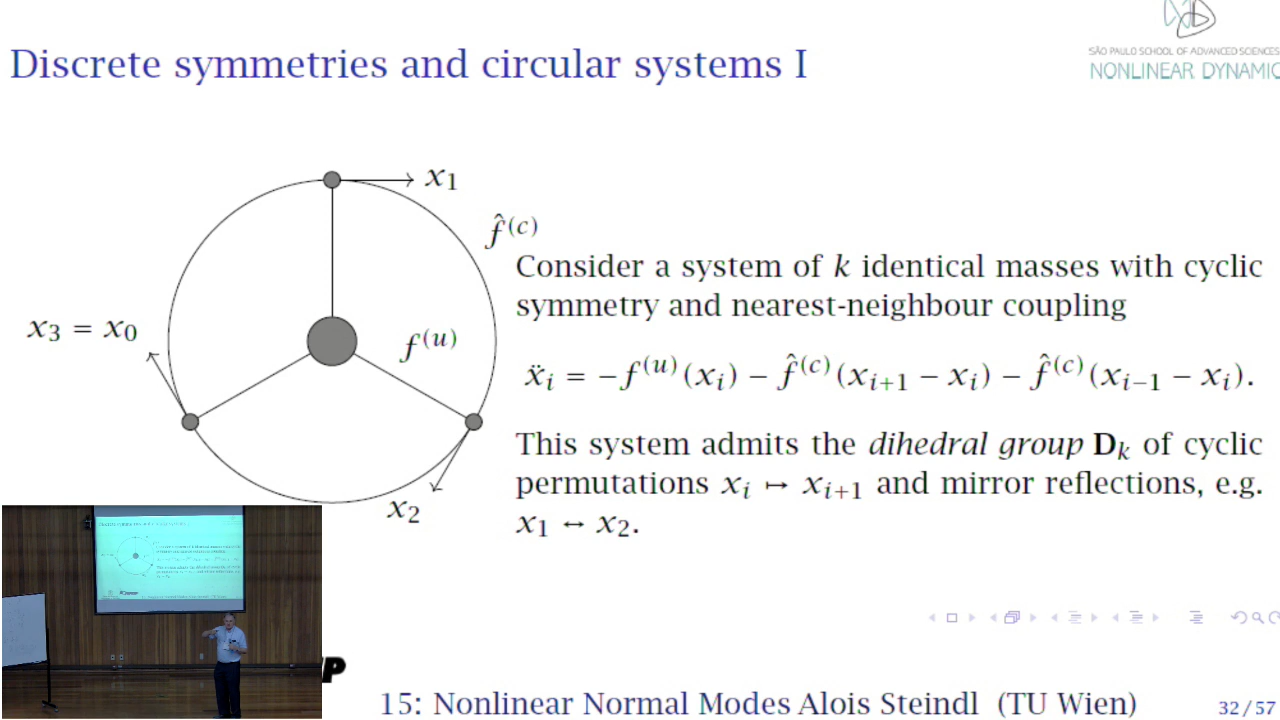 SÃO PAULO SCHOOL OF ADVANCED SCIENCES
NONLINEAR DYNAMIC
Discrete symmetries and circular systems I
x₁
f̂⁽ᶜ⁾
x₃ = x₀
f⁽ᵘ⁾
x₂
Consider a system of k identical masses with cyclic
symmetry and nearest-neighbour coupling
ẍᵢ = −f⁽ᵘ⁾(xᵢ) − f̂⁽ᶜ⁾(xᵢ₊₁ − xᵢ) − f̂⁽ᶜ⁾(xᵢ₋₁ − xᵢ).
This system admits the dihedral group Dₖ of cyclic
permutations xᵢ ↦ xᵢ₊₁ and mirror reflections, e.g.
x₁ ↔ x₂.
15: Nonlinear Normal Modes Alois Steindl (TU Wien)
32/57